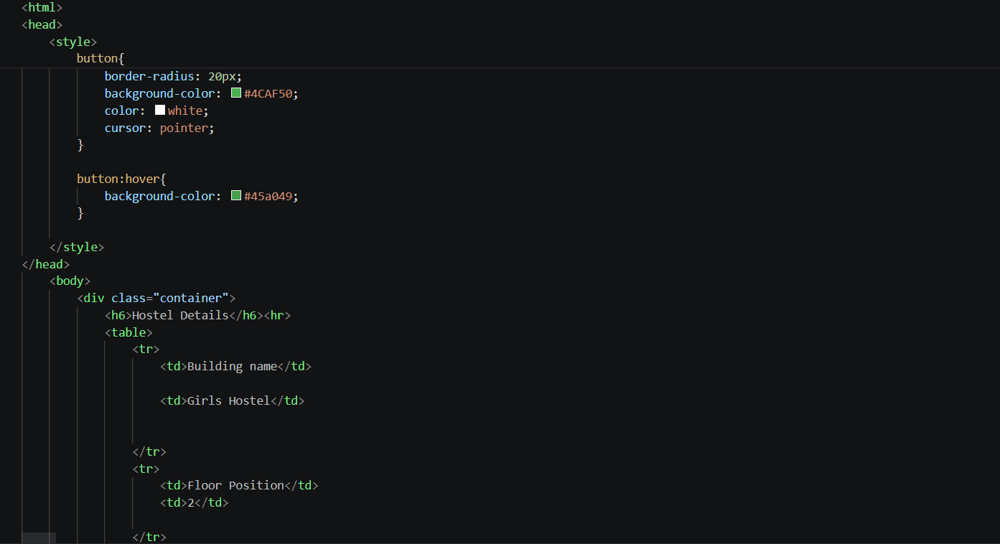 <html>
<head>
    <style>
        button{
            border-radius: 20px;
            background-color: #4CAF50;
            color: white;
            cursor: pointer;
        }

        button:hover{
            background-color: #45a049;
        }

    </style>
</head>
    <body>
        <div class="container">
            <h6>Hostel Details</h6><hr>
            <table>
                <tr>
                    <td>Building name</td>

                    <td>Girls Hostel</td>


                </tr>
                <tr>
                    <td>Floor Position</td>
                    <td>2</td>

                </tr>